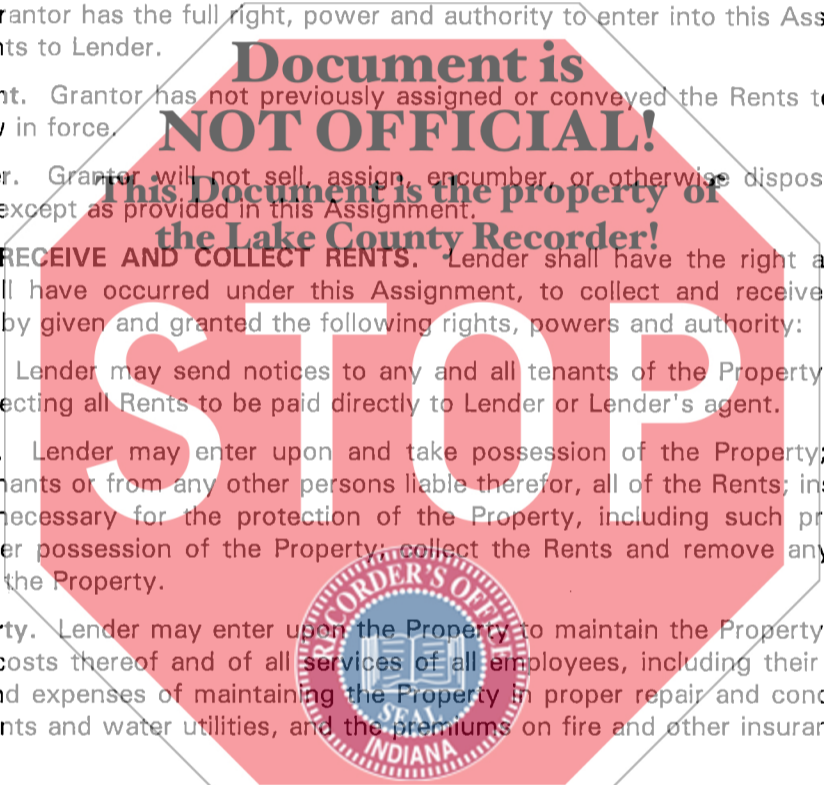 rantor has the full right, power and authority to enter into this Ass
nts to Lender.
Document is
nt. Grantor has not previously assigned or conveyed the Rents to
NOT OFFICIAL!
in force.
r. Grantor will not sell, assign, encumber, or otherwise dispos
This Document is the property of
except as provided in this Assignment.
the Lake County Recorder!
RECEIVE AND COLLECT RENTS. Lender shall have the right a
ll have occurred under this Assignment, to collect and receive
by given and granted the following rights, powers and authority:
STOP
Lender may send notices to any and all tenants of the Property
ecting all Rents to be paid directly to Lender or Lender's agent.
Lender may enter upon and take possession of the Property;
nants or from any other persons liable therefor, all of the Rents; ins
necessary for the protection of the Property, including such pr
er possession of the Property; collect the Rents and remove any
the Property.
RECORDER'S OFFICE
rty. Lender may enter upon the Property to maintain the Property
costs thereof and of all services of all employees, including their
nd expenses of maintaining the Property in proper repair and cond
SEAL
nts and water utilities, and the premiums on fire and other insuran
INDIANA